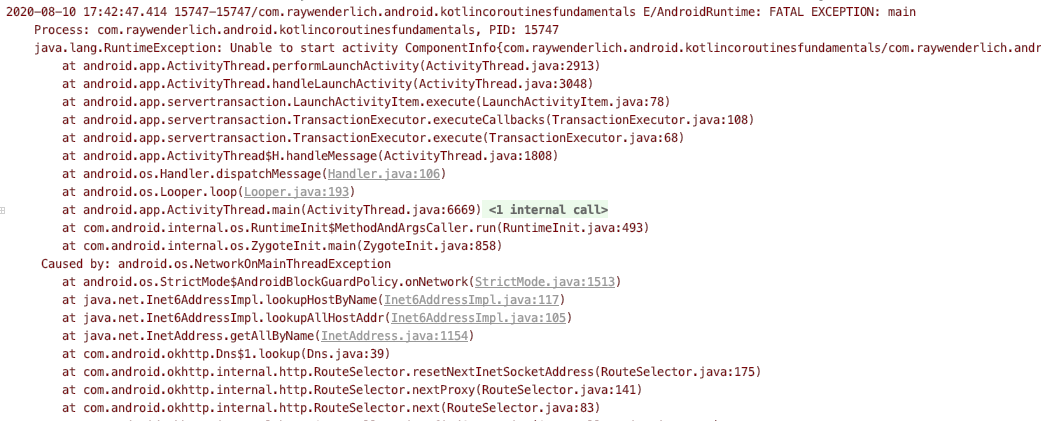 2020-08-10 17:42:47.414 15747-15747/com.raywenderlich.android.kotlincoroutinesfundamentals E/AndroidRuntime: FATAL EXCEPTION: main
Process: com.raywenderlich.android.kotlincoroutinesfundamentals, PID: 15747
java.lang.RuntimeException: Unable to start activity ComponentInfo{com.raywenderlich.android.kotlincoroutinesfundamentals/com.raywenderlich.andr
at android.app.ActivityThread.performLaunchActivity(ActivityThread.java:2913)
at android.app.ActivityThread.handleLaunchActivity(ActivityThread.java:3048)
at android.app.servertransaction.LaunchActivityItem.execute(LaunchActivityItem.java:78)
at android.app.servertransaction.TransactionExecutor.executeCallbacks(TransactionExecutor.java:108)
at android.app.servertransaction.TransactionExecutor.execute(TransactionExecutor.java:68)
at android.app.ActivityThread$H.handleMessage(ActivityThread.java:1808)
at android.os.Handler.dispatchMessage(Handler.java:106)
at android.os.Looper.loop(Looper.java:193)
at android.app.ActivityThread.main(ActivityThread.java:6669) <1 internal call>
at com.android.internal.os.RuntimeInit$MethodAndArgsCaller.run(RuntimeInit.java:493)
at com.android.internal.os.ZygoteInit.main(ZygoteInit.java:858)
Caused by: android.os.NetworkOnMainThreadException
at android.os.StrictMode$AndroidBlockGuardPolicy.onNetwork(StrictMode.java:1513)
at java.net.Inet6AddressImpl.lookupHostByName(Inet6AddressImpl.java:117)
at java.net.Inet6AddressImpl.lookupAllHostAddr(Inet6AddressImpl.java:105)
at java.net.InetAddress.getAllByName(InetAddress.java:1154)
at com.android.okhttp.Dns$1.lookup(Dns.java:39)
at com.android.okhttp.internal.http.RouteSelector.resetNextInetSocketAddress(RouteSelector.java:175)
at com.android.okhttp.internal.http.RouteSelector.nextProxy(RouteSelector.java:141)
at com.android.okhttp.internal.http.RouteSelector.next(RouteSelector.java:83)